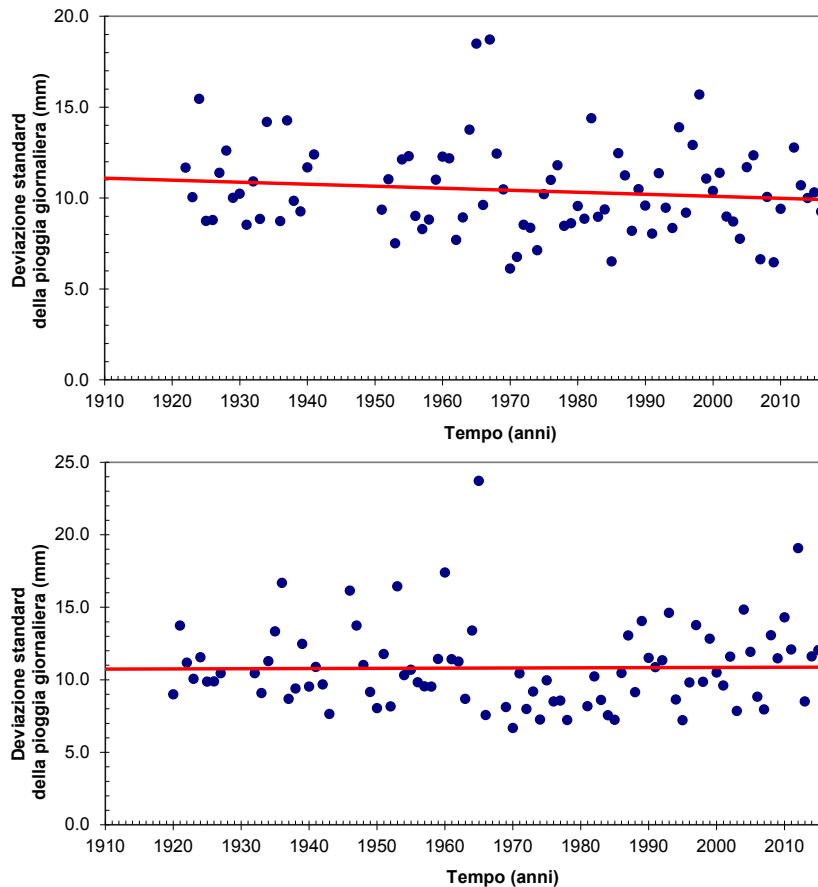 20.0
15.0
10.0
5.0
0.0
Deviazione standard
della pioggia giornaliera (mm)
1910 1920 1930 1940 1950 1960 1970 1980 1990 2000 2010
Tempo (anni)
25.0
20.0
15.0
10.0
5.0
0.0
Deviazione standard
della pioggia giornaliera (mm)
1910 1920 1930 1940 1950 1960 1970 1980 1990 2000 2010
Tempo (anni)